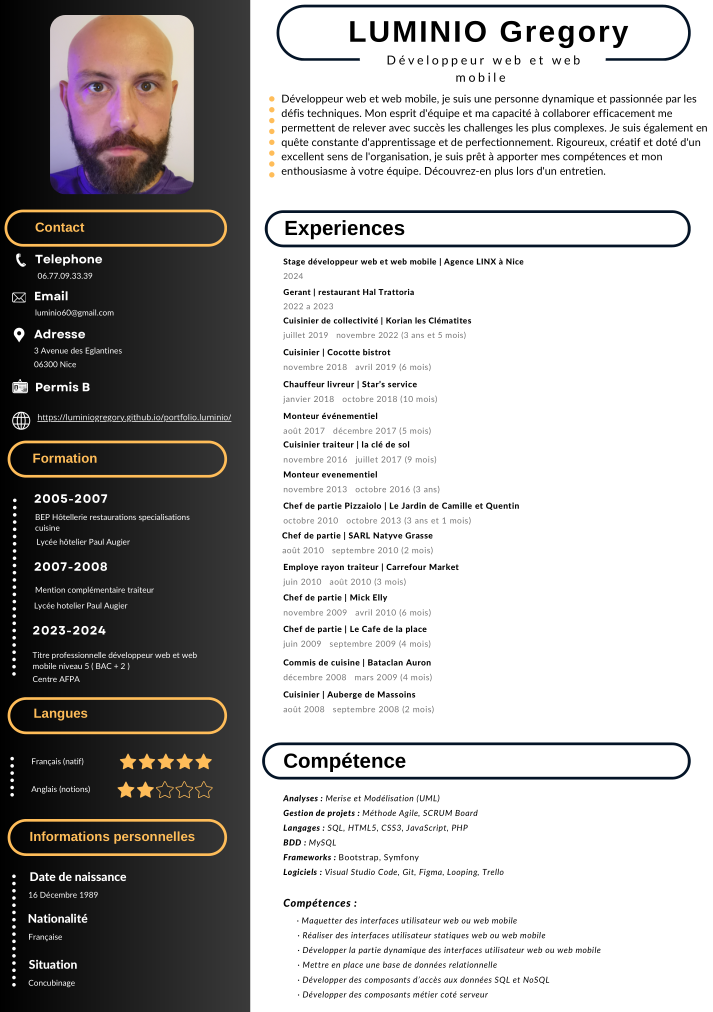 LUMINIO Gregory
Développeur web et web
mobile
Développeur web et web mobile, je suis une personne dynamique et passionnée par les
défis techniques. Mon esprit d'équipe et ma capacité à collaborer efficacement me
permettent de relever avec succès les challenges les plus complexes. Je suis également en
quête constante d'apprentissage et de perfectionnement. Rigoureux, créatif et doté d'un
excellent sens de l'organisation, je suis prêt à apporter mes compétences et mon
enthousiasme à votre équipe. Découvrez-en plus lors d'un entretien.
Contact
Telephone
06.77.09.33.39
Email
luminio60@gmail.com
Adresse
3 Avenue des Eglantines
06300 Nice
Permis B
https://luminiogregory.github.io/portfolio.luminio/
Formation
2005-2007
BEP Hôtellerie restaurations specialisations
cuisine
Lycée hôtelier Paul Augier
2007-2008
Mention complémentaire traiteur
Lycée hotelier Paul Augier
2023-2024
Titre professionnelle développeur web et web
mobile niveau 5 ( BAC + 2 )
Centre AFPA
Langues
Français (natif)
Anglais (notions)
Informations personnelles
Date de naissance
16 Décembre 1989
Nationalité
Française
Situation
Concubinage
Experiences
Stage développeur web et web mobile | Agence LINX à Nice
2024
Gerant | restaurant Hal Trattoria
2022 a 2023
Cuisinier de collectivité | Korian les Clématites
juillet 2019 novembre 2022 (3 ans et 5 mois)
Cuisinier | Cocotte bistrot
novembre 2018 avril 2019 (6 mois)
Chauffeur livreur | Star's service
janvier 2018 octobre 2018 (10 mois)
Monteur événementiel
août 2017 décembre 2017 (5 mois)
Cuisinier traiteur | la clé de sol
novembre 2016 juillet 2017 (9 mois)
Monteur evenementiel
novembre 2013 octobre 2016 (3 ans)
Chef de partie Pizzaiolo | Le Jardin de Camille et Quentin
octobre 2010 octobre 2013 (3 ans et 1 mois)
Chef de partie | SARL Natyve Grasse
août 2010 septembre 2010 (2 mois)
Employe rayon traiteur | Carrefour Market
juin 2010 août 2010 (3 mois)
Chef de partie | Mick Elly
novembre 2009 avril 2010 (6 mois)
Chef de partie | Le Cafe de la place
juin 2009 septembre 2009 (4 mois)
Commis de cuisine | Bataclan Auron
décembre 2008 mars 2009 (4 mois)
Cuisinier | Auberge de Massoins
août 2008 septembre 2008 (2 mois)
Compétence
Analyses : Merise et Modélisation (UML)
Gestion de projets : Méthode Agile, SCRUM Board
Langages : SQL, HTML5, CSS3, JavaScript, PHP
BDD : MySQL
Frameworks : Bootstrap, Symfony
Logiciels : Visual Studio Code, Git, Figma, Looping, Trello
Compétences :
· Maquetter des interfaces utilisateur web ou web mobile
· Réaliser des interfaces utilisateur statiques web ou web mobile
· Développer la partie dynamique des interfaces utilisateur web ou web mobile
· Mettre en place une base de données relationnelle
· Développer des composants d'accès aux données SQL et NoSQL
· Développer des composants métier coté serveur